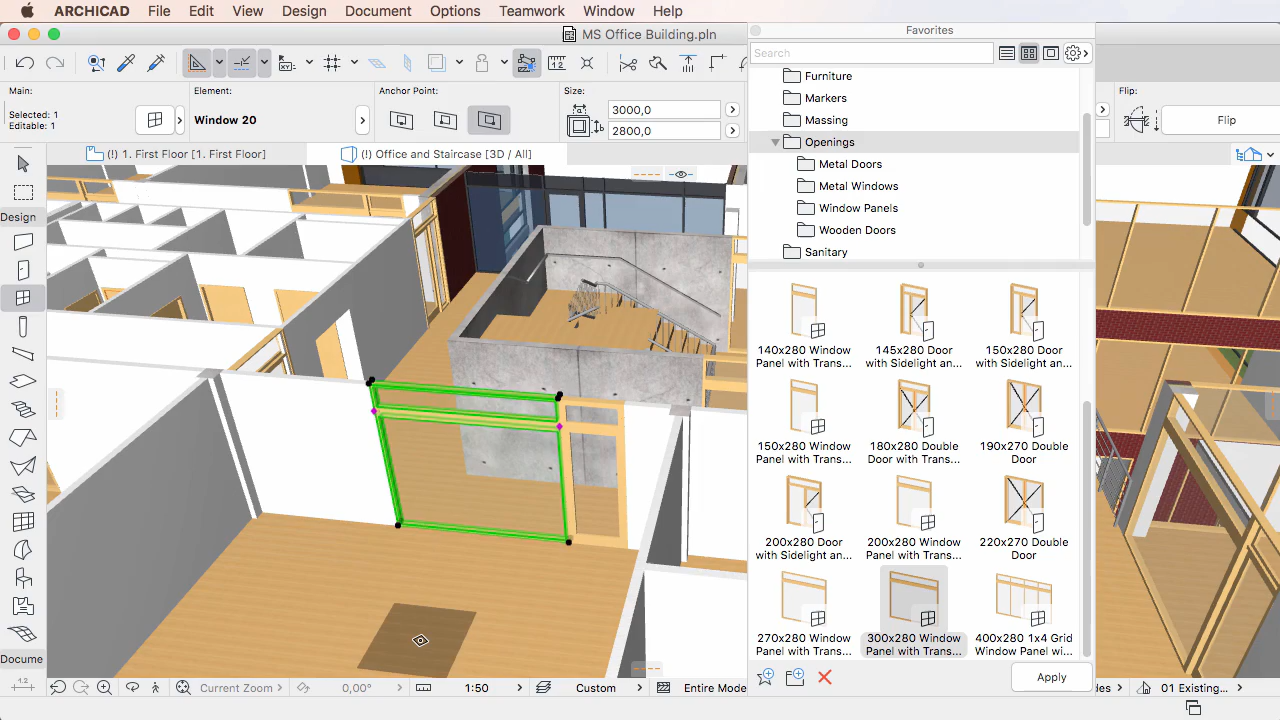 ARCHICAD File Edit View Design Document Options Teamwork Window Help
MS Office Building.pln
Favorites
Search
Main:
Selected: 1
Editable: 1
Element:
Window 20
Anchor Point:
Size:
3000,0
2800,0
Flip:
Flip
(!) 1. First Floor [1. First Floor]
(!) Office and Staircase [3D / All]
Design
Docume
Furniture
Markers
Massing
Openings
Metal Doors
Metal Windows
Window Panels
Wooden Doors
Sanitary
140x280 Window
Panel with Trans...
145x280 Door
with Sidelight an...
150x280 Door
with Sidelight an...
150x280 Window
Panel with Trans...
180x280 Double
Door with Trans...
190x270 Double
Door
200x280 Door
with Sidelight an...
200x280 Window
Panel with Trans...
220x270 Double
Door
270x280 Window
Panel with Trans...
300x280 Window
Panel with Trans...
400x280 1x4 Grid
Window Panel wi...
Apply
1.2
Current Zoom
0,00°
1:50
Custom
Entire Mode
des
01 Existing...